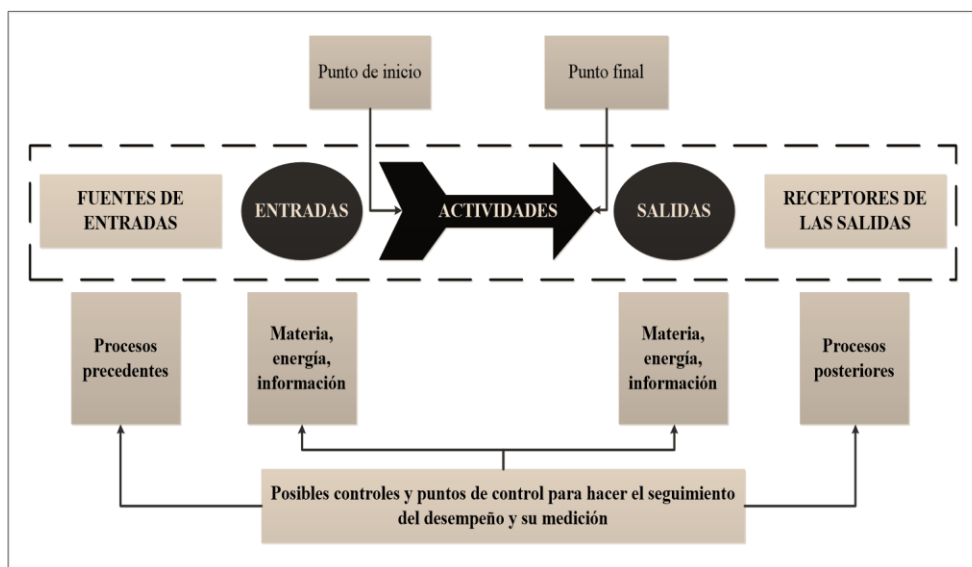 Punto de inicio
Punto final
FUENTES DE
ENTRADAS
ENTRADAS
ACTIVIDADES
SALIDAS
RECEPTORES DE
LAS SALIDAS
Procesos
precedentes
Materia,
energía,
información
Materia,
energía,
información
Procesos
posteriores
Posibles controles y puntos de control para hacer el seguimiento
del desempeño y su medición